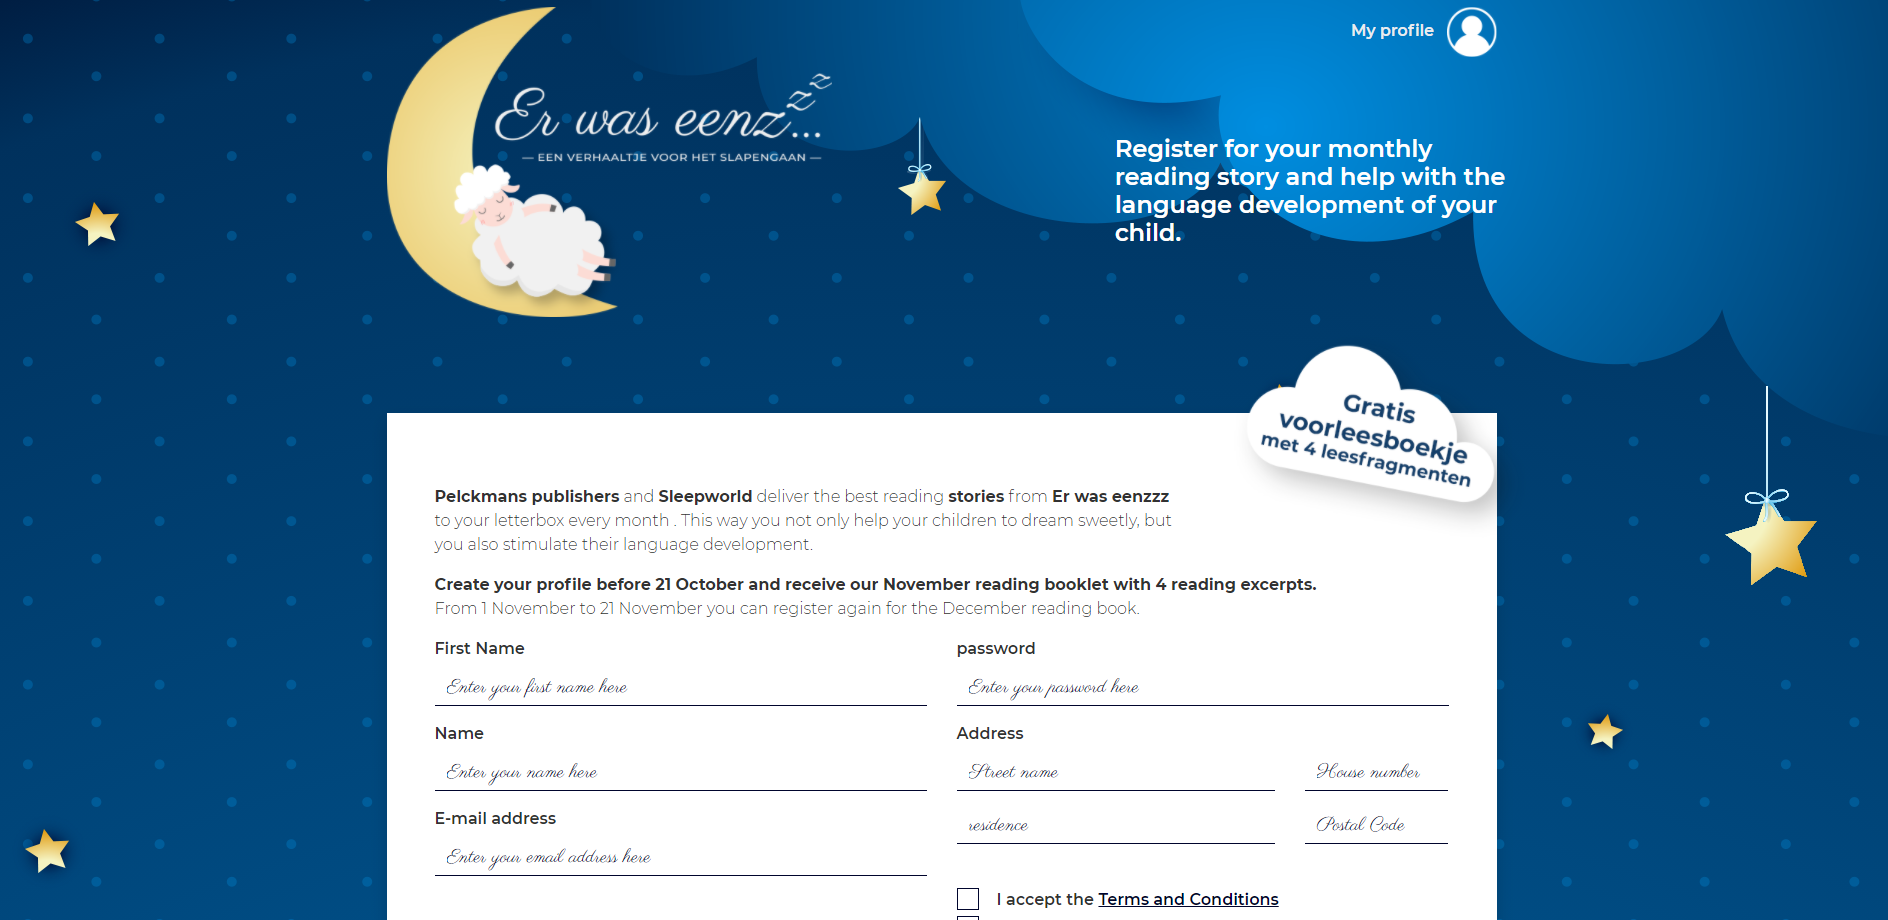 My profile
Er was eenzzz...
— EEN VERHAALTJE VOOR HET SLAPENGAAN —
Register for your monthly
reading story and help with the
language development of your
child.
Gratis
voorleesboekje
met 4 leesfragmenten
Pelckmans publishers and Sleepworld deliver the best reading stories from Er was eenzzz
to your letterbox every month . This way you not only help your children to dream sweetly, but
you also stimulate their language development.
Create your profile before 21 October and receive our November reading booklet with 4 reading excerpts.
From 1 November to 21 November you can register again for the December reading book.
First Name
Enter your first name here
Name
Enter your name here
E-mail address
Enter your email address here
password
Enter your password here
Address
Street name
House number
residence
Postal Code
I accept the Terms and Conditions